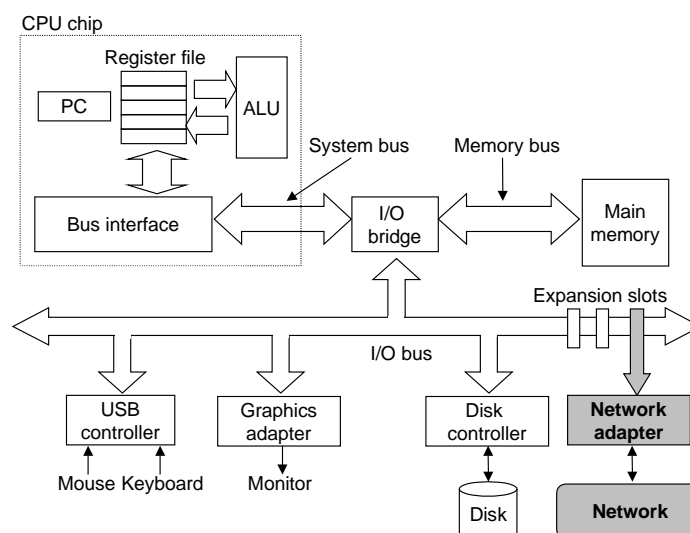 CPU chip
Register file
PC
ALU
System bus
Memory bus
Bus interface
I/O
bridge
Main
memory
Expansion slots
I/O bus
USB
controller
Graphics
adapter
Disk
controller
Network
adapter
Mouse Keyboard
Monitor
Disk
Network